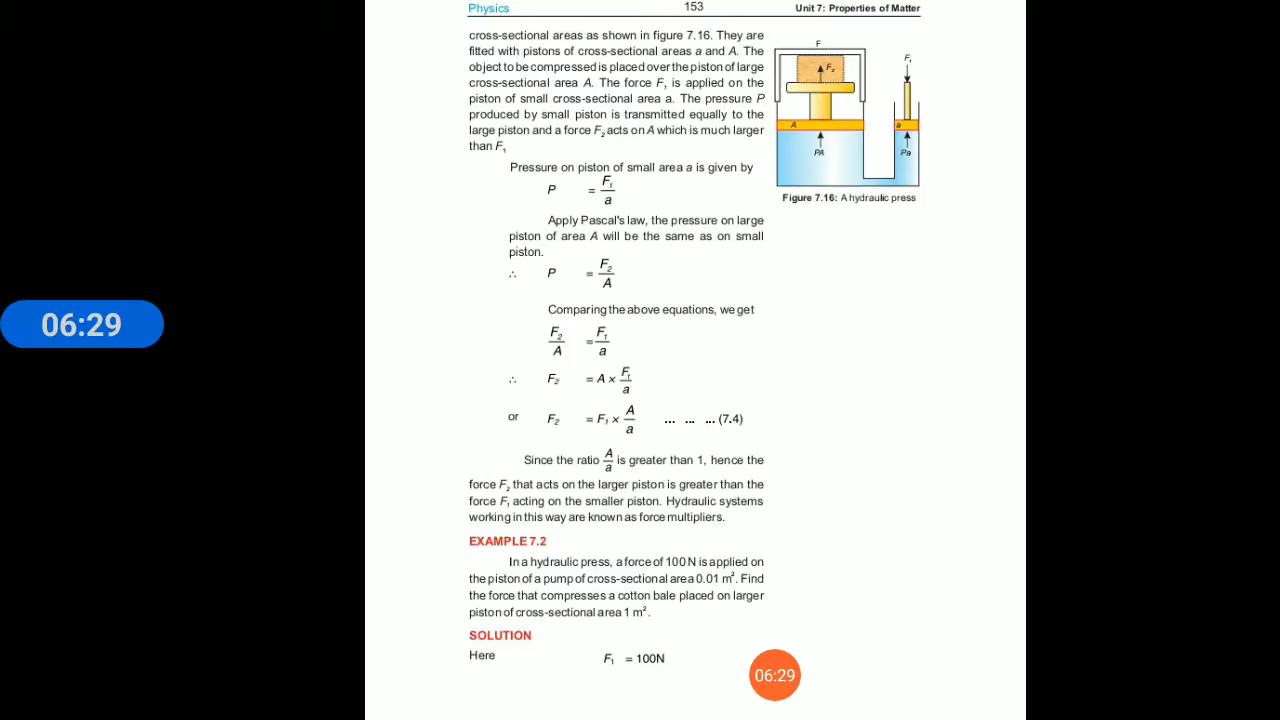 Physics 153 Unit 7: Properties of Matter
cross-sectional areas as shown in figure 7.16. They are
fitted with pistons of cross-sectional areas a and A. The
object to be compressed is placed over the piston of large
cross-sectional area A. The force F₁ is applied on the
piston of small cross-sectional area a. The pressure P
produced by small piston is transmitted equally to the
large piston and a force F₂ acts on A which is much larger
than F₁
Pressure on piston of small area a is given by
P = F₁/a
Apply Pascal's law, the pressure on large
piston of area A will be the same as on small
piston.
∴ P = F₂/A
Comparing the above equations, we get
F₂/A = F₁/a
∴ F₂ = A × F₁/a
or F₂ = F₁ × A/a ... ... ... (7.4)
Since the ratio A/a is greater than 1, hence the
force F₂ that acts on the larger piston is greater than the
force F₁ acting on the smaller piston. Hydraulic systems
working in this way are known as force multipliers.
EXAMPLE 7.2
In a hydraulic press, a force of 100 N is applied on
the piston of a pump of cross-sectional area 0.01 m². Find
the force that compresses a cotton bale placed on larger
piston of cross-sectional area 1 m².
SOLUTION
Here F₁ = 100N
F
F₂
F₁
A
a
PA
Pa
Figure 7.16: A hydraulic press
06:29
06:29